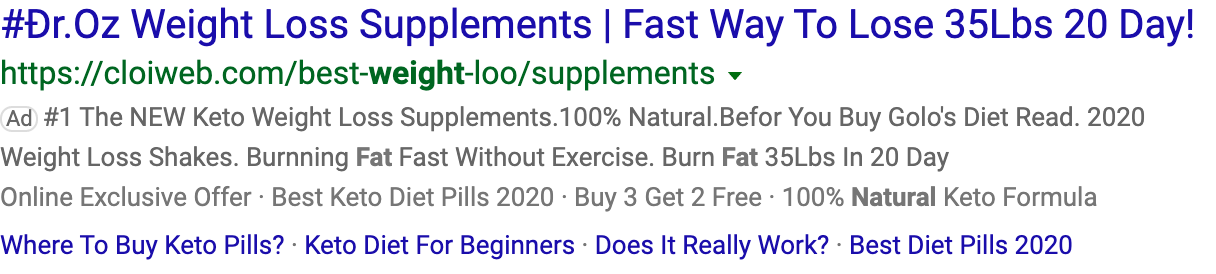 #Đr.Oz Weight Loss Supplements | Fast Way To Lose 35Lbs 20 Day!
https://cloiweb.com/best-weight-loo/supplements
Ad #1 The NEW Keto Weight Loss Supplements.100% Natural.Befor You Buy Golo's Diet Read. 2020
Weight Loss Shakes. Burnning Fat Fast Without Exercise. Burn Fat 35Lbs In 20 Day
Online Exclusive Offer · Best Keto Diet Pills 2020 · Buy 3 Get 2 Free · 100% Natural Keto Formula
Where To Buy Keto Pills? · Keto Diet For Beginners · Does It Really Work? · Best Diet Pills 2020